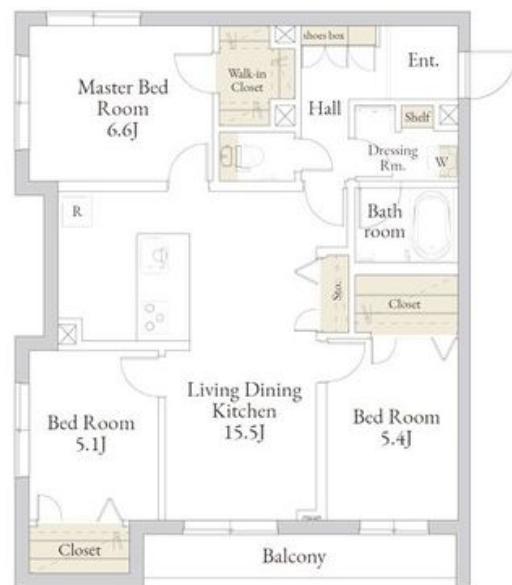 shoes box
Ent.
Walk-in
Closet
Master Bed
Room
6.6J
Hall
Shelf
Dressing
Rm.
W
R
Bath
room
Sto.
Closet
Living Dining
Kitchen
15.5J
Bed Room
5.1J
Bed Room
5.4J
Closet
Balcony